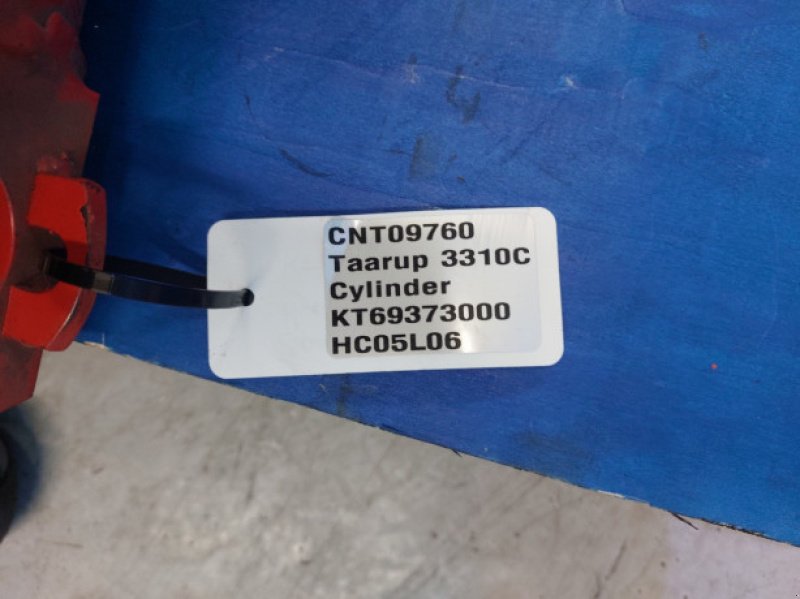 CNT09760
Taarup 3310C
Cylinder
KT69373000
HC05L06